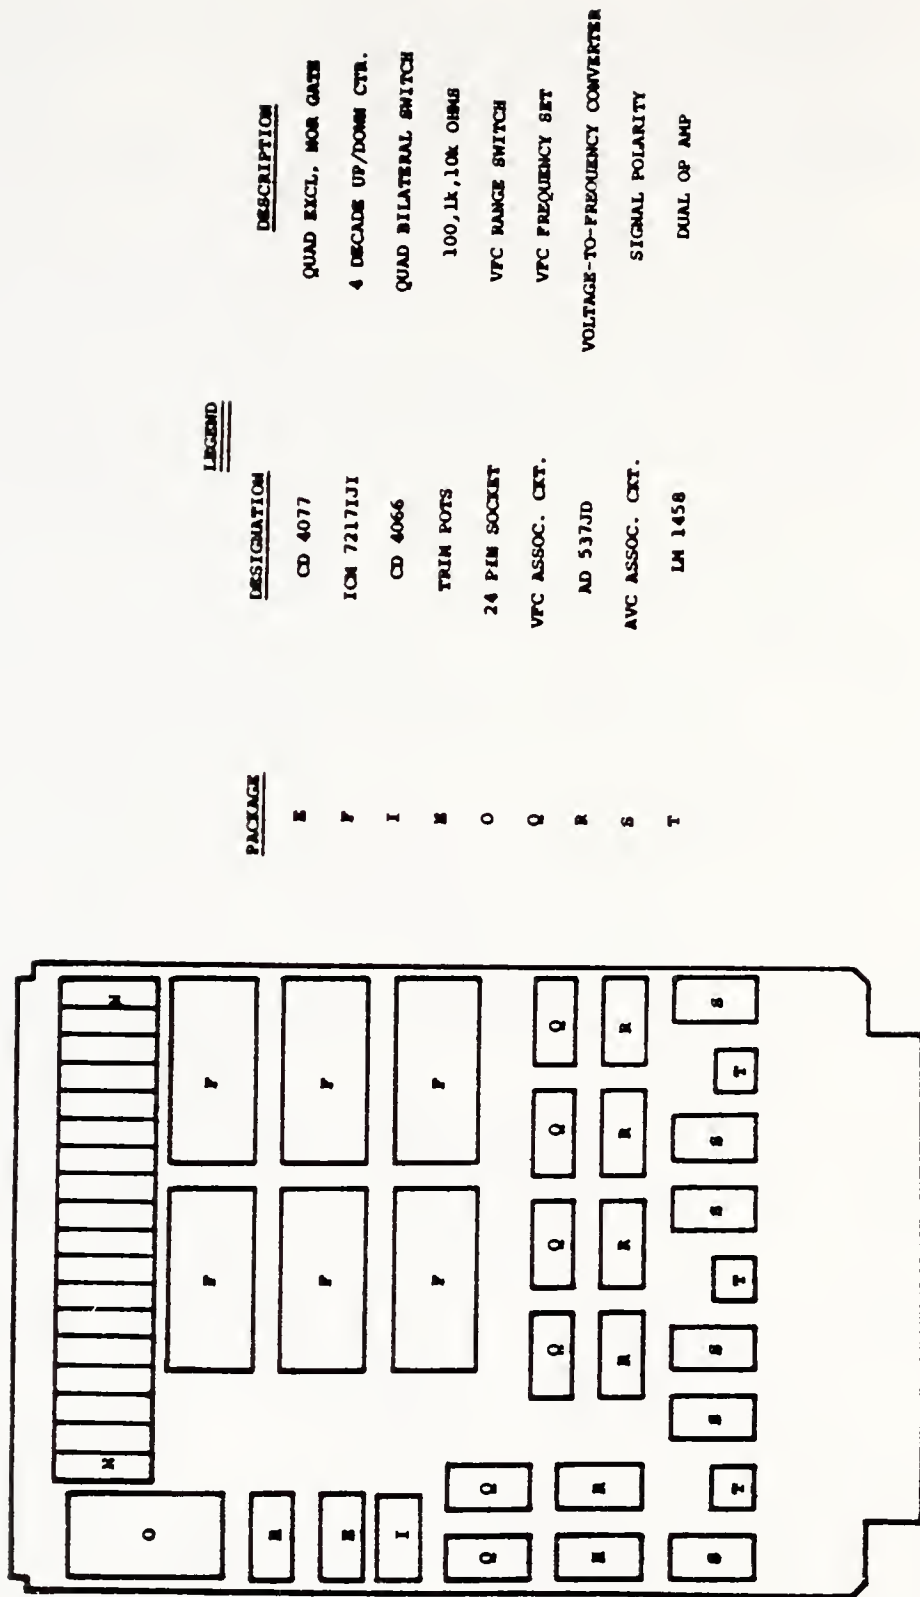 LEGEND
PACKAGE DESIGNATION DESCRIPTION
E CD 4077 QUAD EXCL, NOR GATE
F ICM 7217IJI 4 DECADE UP/DOWN CTR.
I CD 4066 QUAD BILATERAL SWITCH
M TRIM POTS 100,1k,10k OHMS
O 24 PIN SOCKET VFC RANGE SWITCH
Q VFC ASSOC. CKT. VFC FREQUENCY SET
R AD 537JD VOLTAGE-TO-FREQUENCY CONVERTER
S AVC ASSOC. CKT. SIGNAL POLARITY
T LM 1458 DUAL OP AMP
M M
O
F F
E
F F
E
I
F F
Q Q
Q Q Q Q
R R
R R R R
S T S S T S S T S